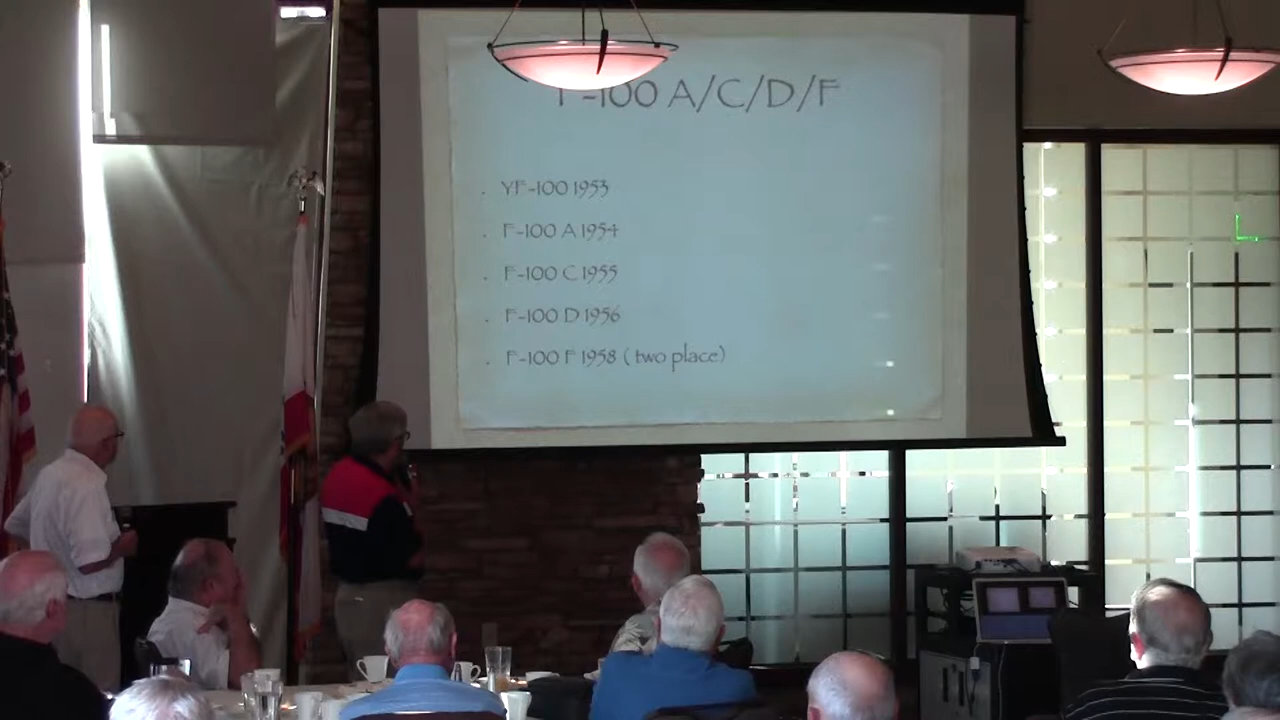 F-100 A/C/D/F
. YF-100 1953
. F-100 A 1954
. F-100 C 1955
. F-100 D 1956
. F-100 F 1958 ( two place)